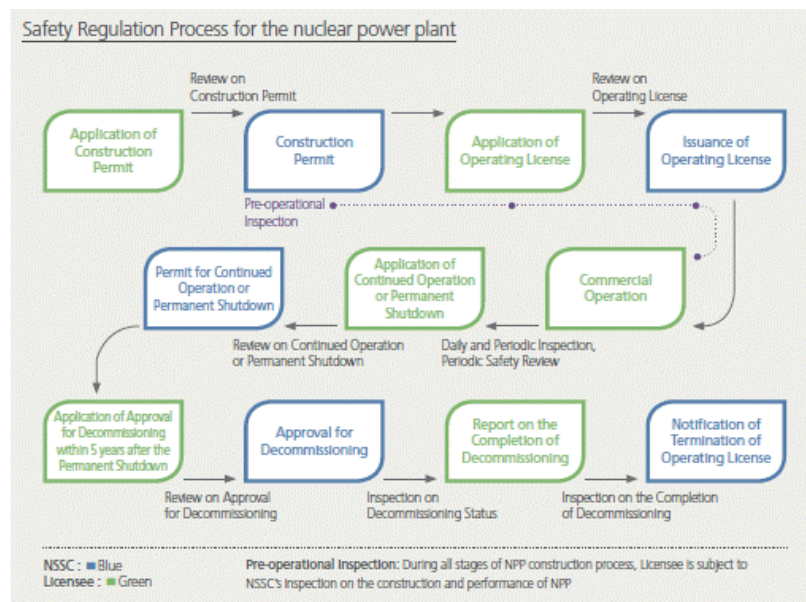 Safety Regulation Process for the nuclear power plant
Review on
Construction Permit
Review on
Operating License
Application of
Construction
Permit
Construction
Permit
Application of
Operating License
Issuance of
Operating License
Pre-operational
Inspection
Permit for Continued
Operation or
Permanent Shutdown
Application of
Continued Operation
or Permanent
Shutdown
Commercial
Operation
Review on Continued Operation
or Permanent Shutdown
Daily and Periodic Inspection,
Periodic Safety Review
Application of Approval
for Decommissioning
within 5 years after the
Permanent Shutdown
Approval for
Decommissioning
Report on the
Completion of
Decommissioning
Notification of
Termination of
Operating License
Review on Approval
for Decommissioning
Inspection on
Decommissioning Status
Inspection on the Completion
of Decommissioning
NSSC : Blue
Licensee : Green
Pre-operational Inspection: During all stages of NPP construction process, Licensee is subject to
NSSC's Inspection on the construction and performance of NPP